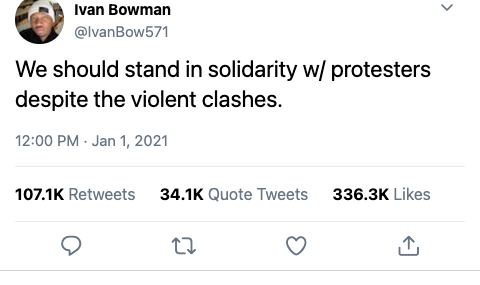 Ivan Bowman
@IvanBow571
We should stand in solidarity w/ protesters
despite the violent clashes.
12:00 PM · Jan 1, 2021
107.1K Retweets 34.1K Quote Tweets 336.3K Likes